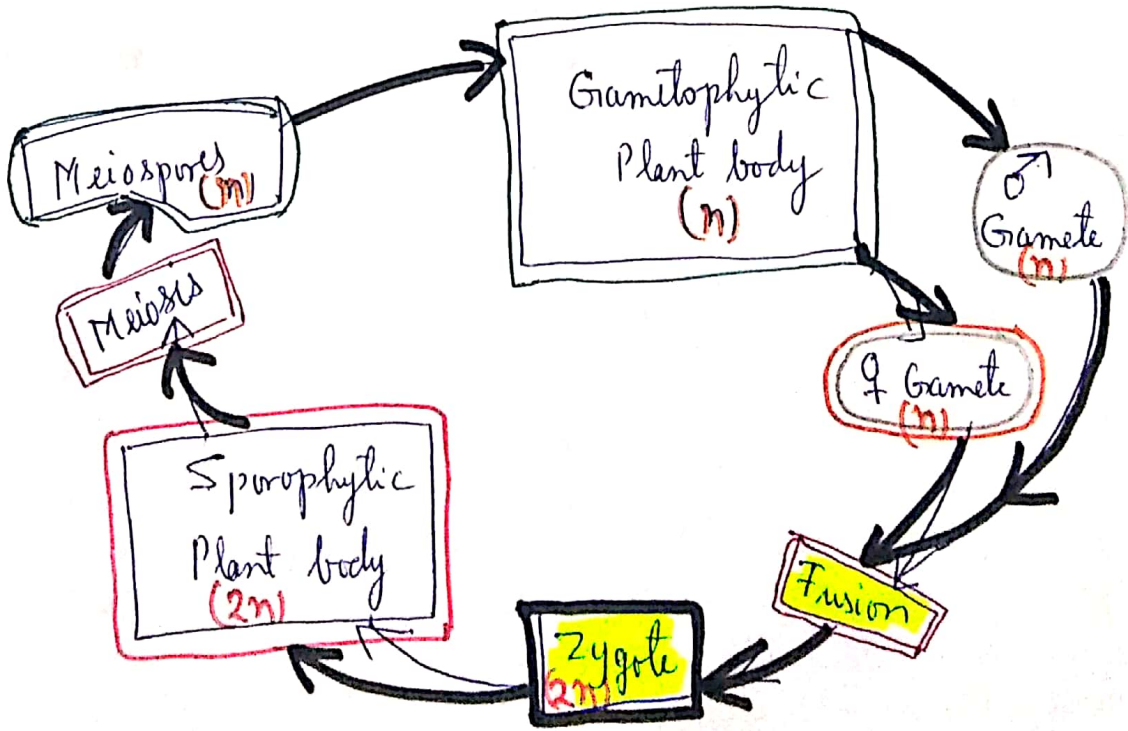 Gamitophytic
Plant body
(n)
♂
Gamete
(n)
♀ Gamete
(n)
Fusion
Zygote
(2n)
Sporophytic
Plant body
(2n)
Meiosis
Meiospores
(n)